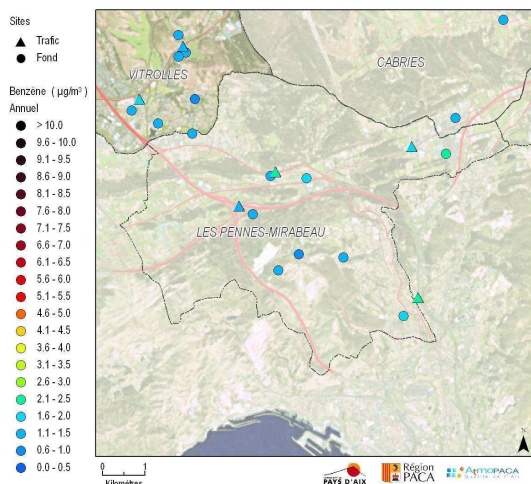 Sites
Trafic
Fond
Benzène ( µg/m³ )
Annuel
> 10.0
9.6 - 10.0
9.1 - 9.5
8.6 - 9.0
8.1 - 8.5
7.6 - 8.0
7.1 - 7.5
6.6 - 7.0
6.1 - 6.5
5.6 - 6.0
5.1 - 5.5
4.6 - 5.0
4.1 - 4.5
3.6 - 4.0
3.1 - 3.5
2.6 - 3.0
2.1 - 2.5
1.6 - 2.0
1.1 - 1.5
0.6 - 1.0
0.0 - 0.5
VITROLLES
CABRIES
LES PENNES-MIRABEAU
N
0 1
Kilomètres
PAYS D'AIX
Région
PACA
AtmoPACA
Qualité de l'Air